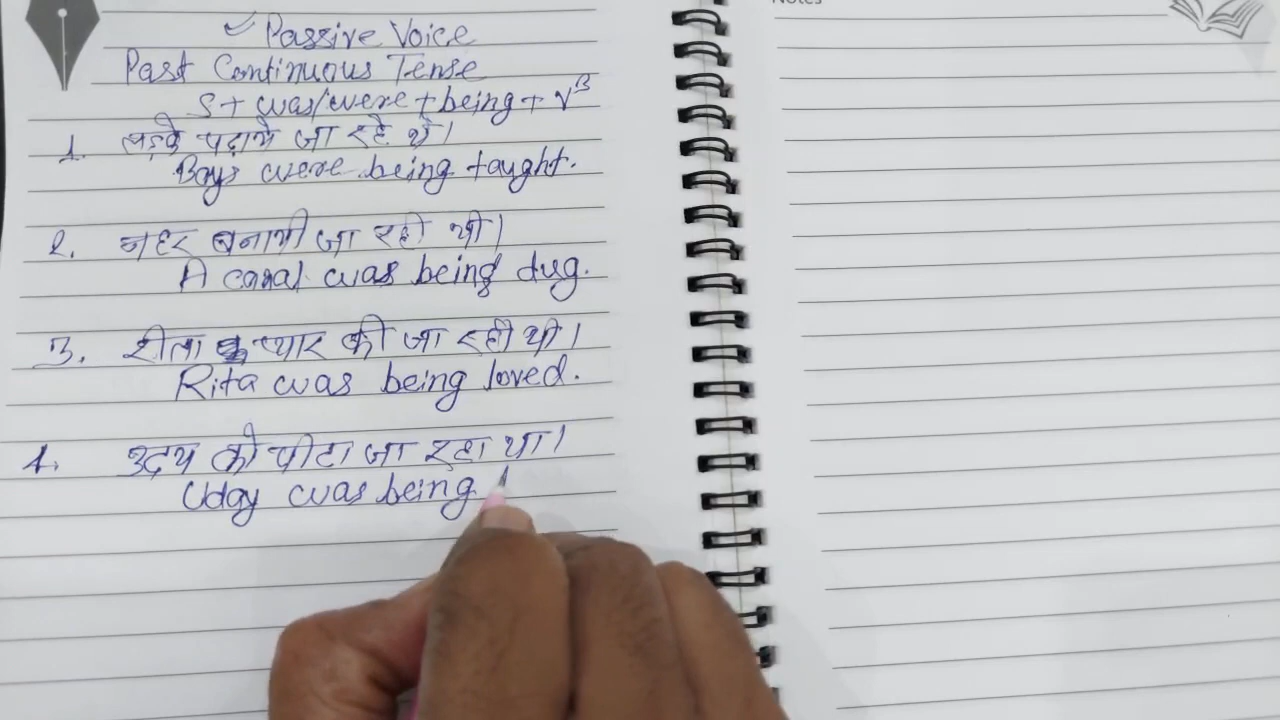 Notes
Passive Voice
Past Continuous Tense
S + was/were + being + V3
1. लड़के पढ़ाये जा रहे थे।
Boys were being taught.
2. नहर बनायी जा रही थी।
A canal was being dug.
3. रीता प्यार की जा रही थी।
Rita was being loved.
4. उदय को पीटा जा रहा था।
Uday was being